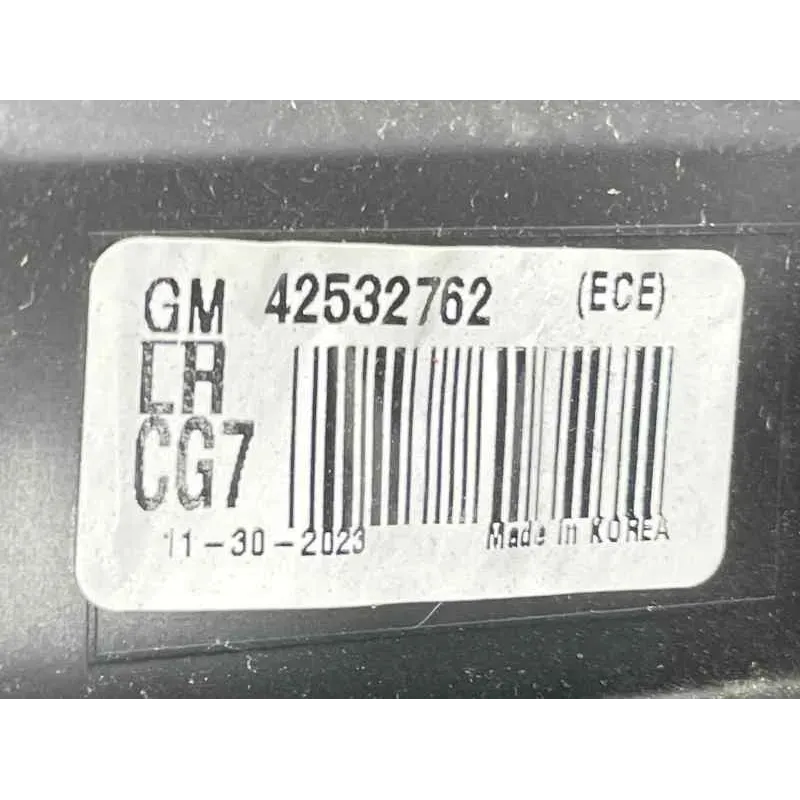 GM 42532762 (ECE)
LR
CG7
11-30-2023 Made in KOREA